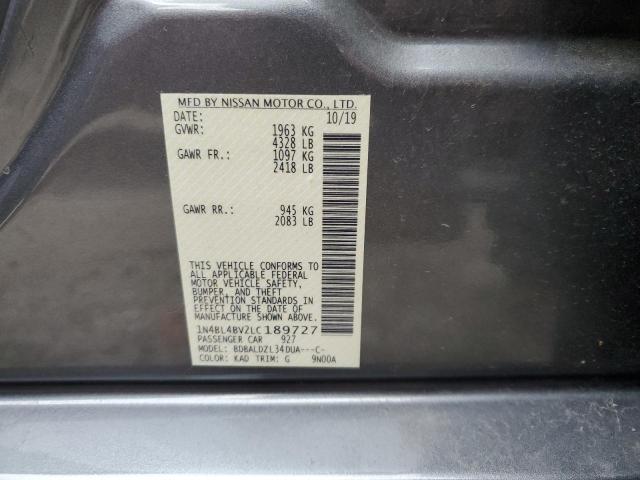 MFD BY NISSAN MOTOR CO., LTD.
DATE: 10/19
GVWR: 1963 KG
4328 LB
GAWR FR.: 1097 KG
2418 LB
GAWR RR.: 945 KG
2083 LB
THIS VEHICLE CONFORMS TO
ALL APPLICABLE FEDERAL
MOTOR VEHICLE SAFETY,
BUMPER, AND THEFT
PREVENTION STANDARDS IN
EFFECT ON THE DATE OF
MANUFACTURE SHOWN ABOVE.
1N4BL4BV2LC189727
PASSENGER CAR 927
MODEL: BDBALDZL34DUA---C-
COLOR: KAD TRIM: G 9N00A